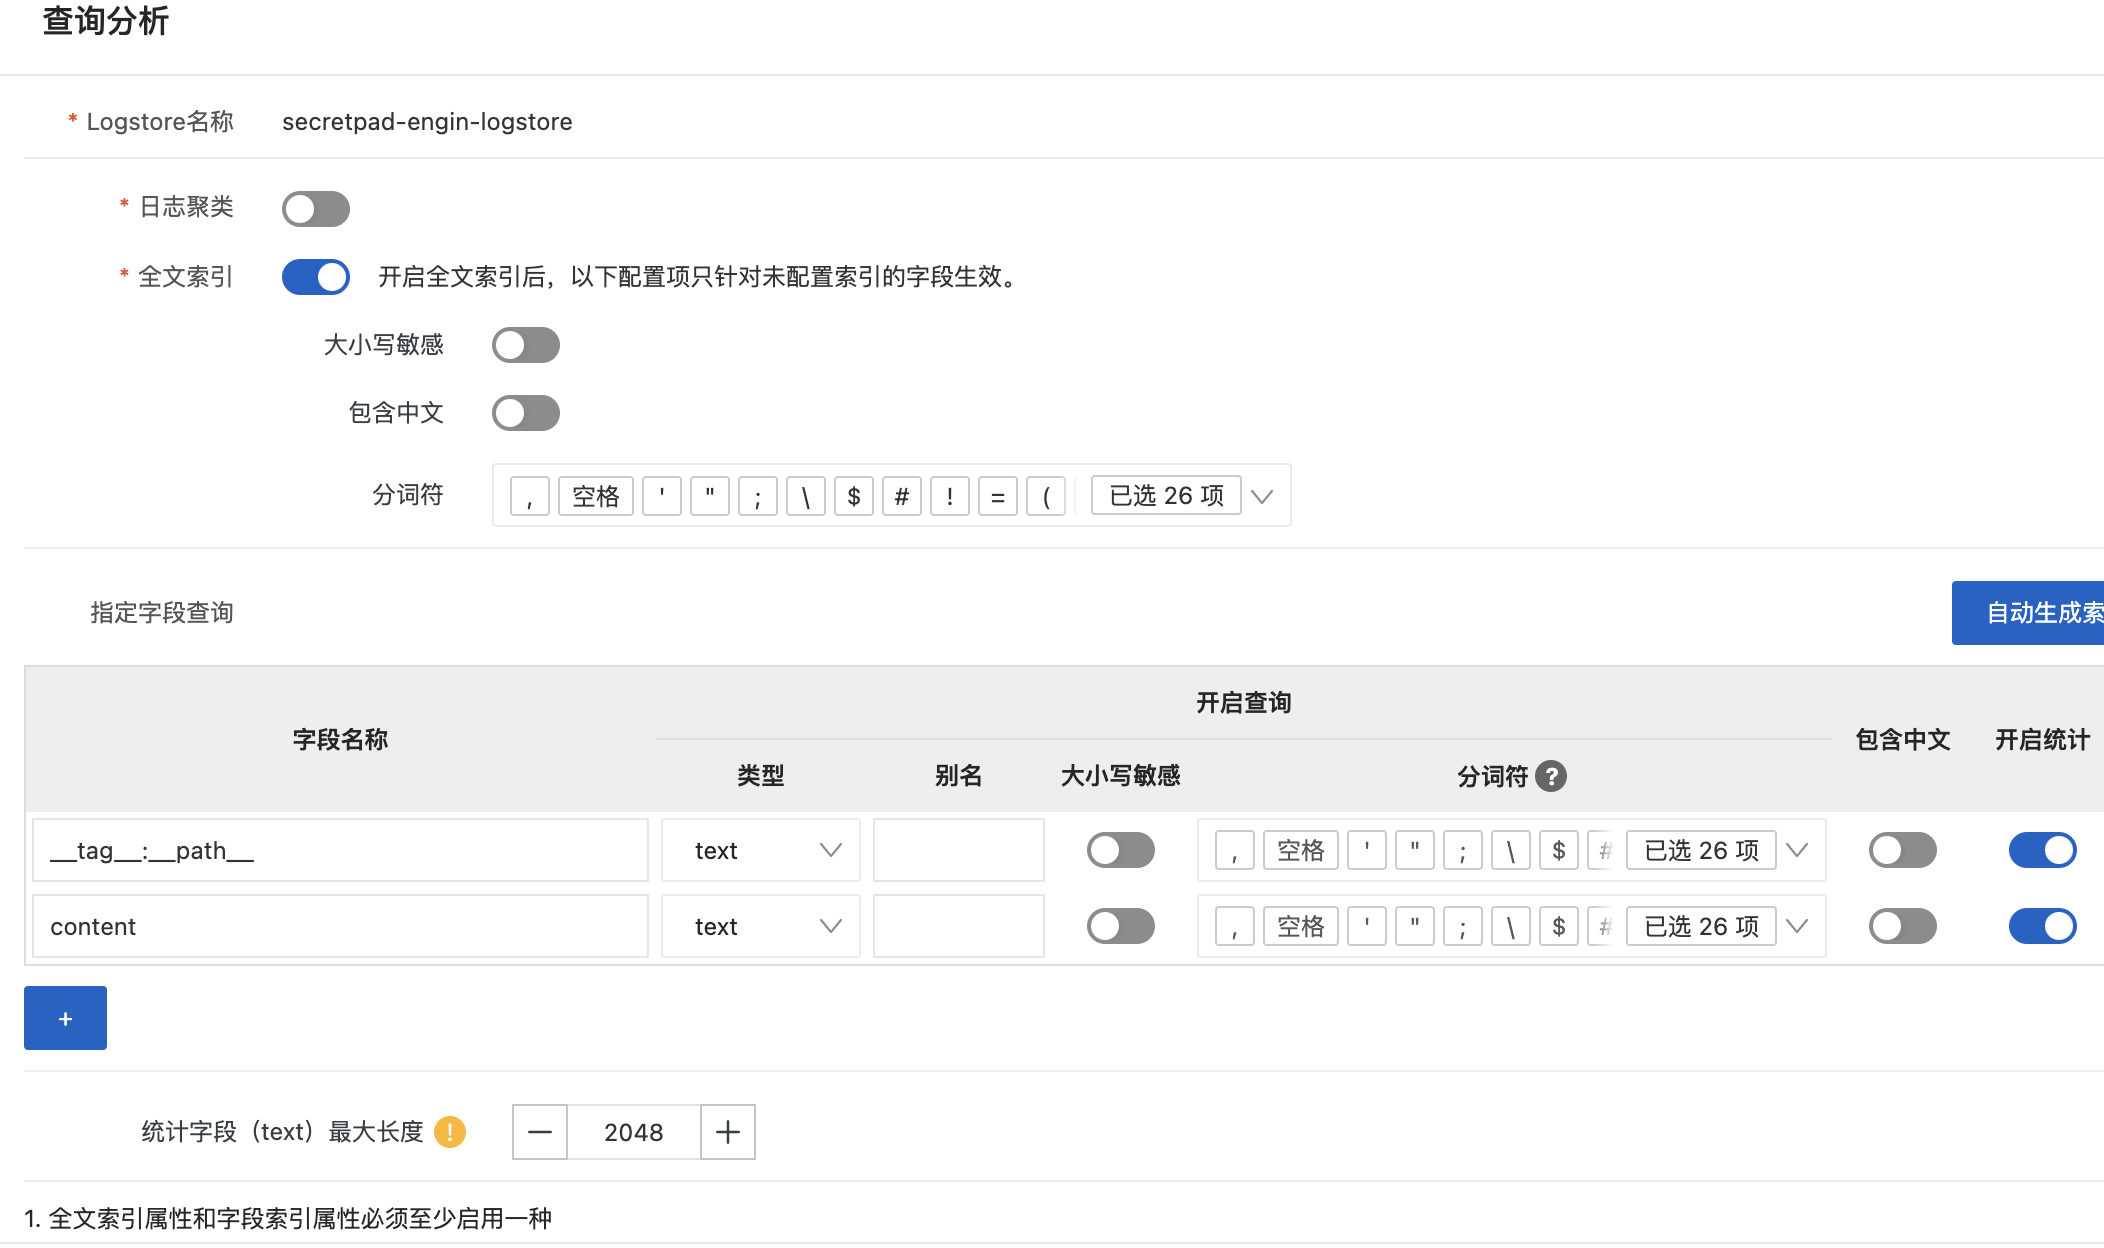 查询分析
* Logstore名称 secretpad-engin-logstore
* 日志聚类
* 全文索引 开启全文索引后，以下配置项只针对未配置索引的字段生效。
大小写敏感
包含中文
分词符 , 空格 ' " ; \ $ # ! = ( 已选 26 项
指定字段查询 自动生成索
开启查询
字段名称 包含中文 开启统计
类型 别名 大小写敏感 分词符 ?
__tag__:__path__ text , 空格 ' " ; \ $ # 已选 26 项
content text , 空格 ' " ; \ $ # 已选 26 项
+
统计字段（text）最大长度 ! — 2048 +
1. 全文索引属性和字段索引属性必须至少启用一种